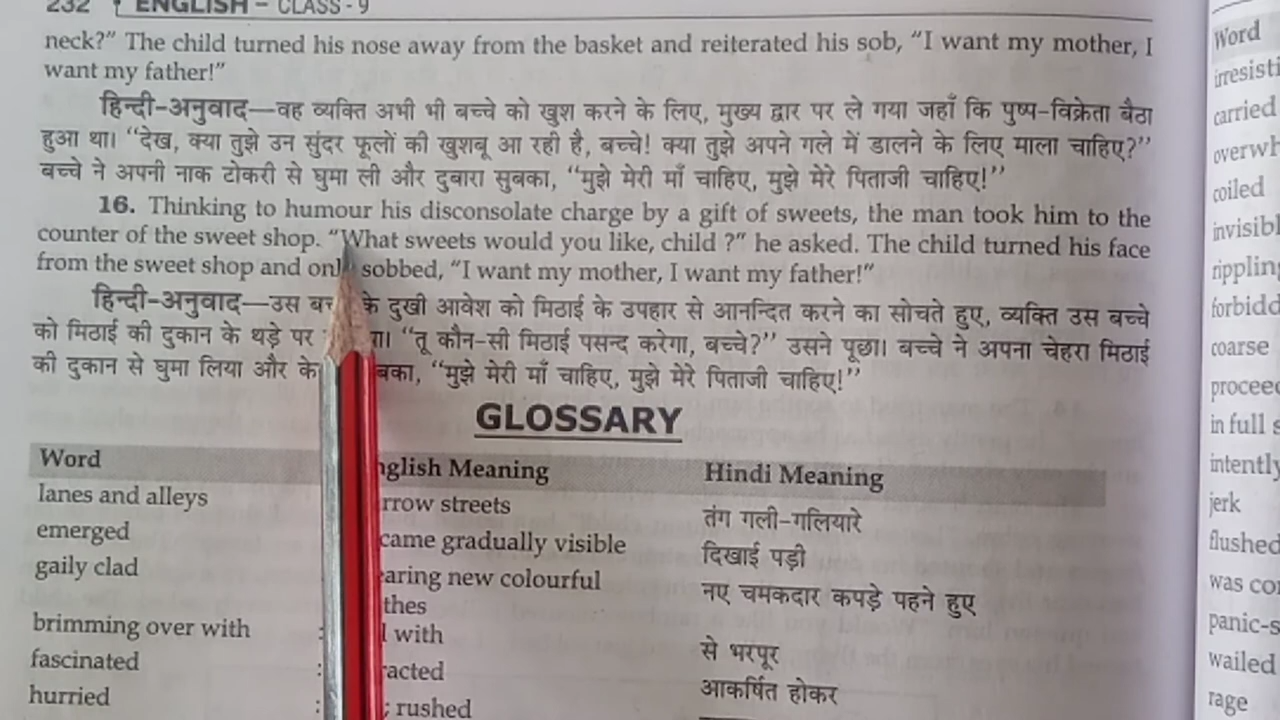 232 ENGLISH – CLASS - 9
neck?” The child turned his nose away from the basket and reiterated his sob, “I want my mother, I
want my father!”
हिन्दी-अनुवाद—वह व्यक्ति अभी भी बच्चे को खुश करने के लिए, मुख्य द्वार पर ले गया जहाँ कि पुष्प-विक्रेता बैठा
हुआ था। “देख, क्या तुझे उन सुंदर फूलों की खुशबू आ रही है, बच्चे! क्या तुझे अपने गले में डालने के लिए माला चाहिए?”
बच्चे ने अपनी नाक टोकरी से घुमा ली और दुबारा सुबका, “मुझे मेरी माँ चाहिए, मुझे मेरे पिताजी चाहिए!”
16. Thinking to humour his disconsolate charge by a gift of sweets, the man took him to the
counter of the sweet shop. “What sweets would you like, child ?” he asked. The child turned his face
from the sweet shop and sobbed, “I want my mother, I want my father!”
हिन्दी-अनुवाद—उस के दुखी आवेश को मिठाई के उपहार से आनन्दित करने का सोचते हुए, व्यक्ति उस बच्चे
को मिठाई की दुकान के थड़े पर “तू कौन-सी मिठाई पसन्द करेगा, बच्चे?” उसने पूछा। बच्चे ने अपना चेहरा मिठाई
की दुकान से घुमा लिया और “मुझे मेरी माँ चाहिए, मुझे मेरे पिताजी चाहिए!”
GLOSSARY
Word English Meaning Hindi Meaning
lanes and alleys streets तंग गली-गलियारे
emerged came gradually visible दिखाई पड़ी
gaily clad new colourful नए चमकदार कपड़े पहने हुए
brimming over with : with से भरपूर
fascinated : आकर्षित होकर
hurried : ; rushed
Word
carried
coiled
coarse
in full
intently
jerk
flushed
wailed
rage